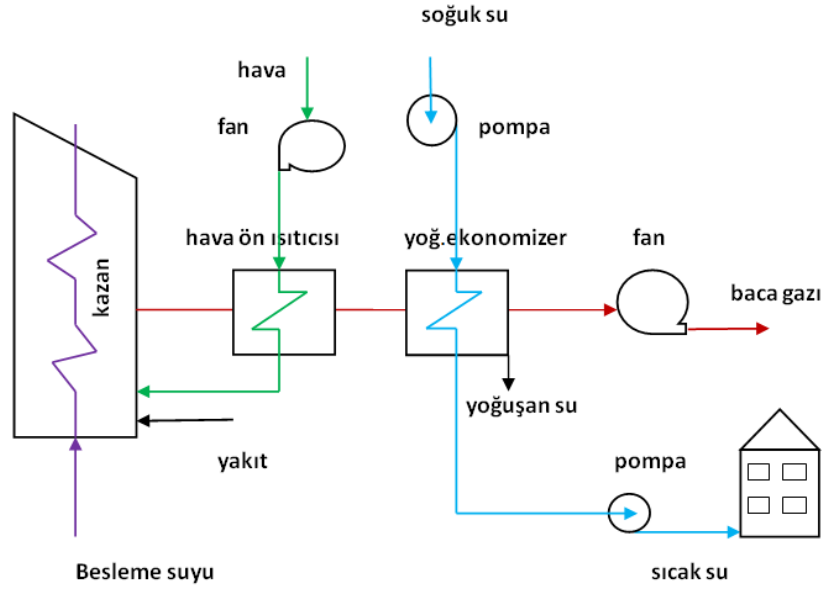 soğuk su
hava
fan
pompa
hava ön ısıtıcısı
yoğ.ekonomizer
fan
kazan
baca gazı
yoğuşan su
yakıt
pompa
Besleme suyu
sıcak su